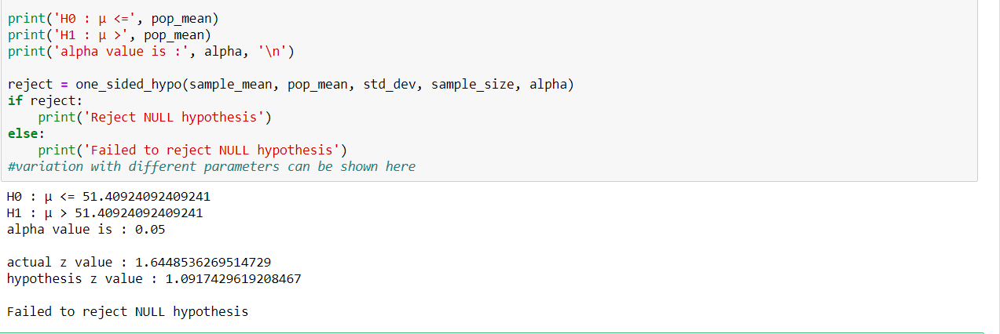 print('H0 : μ <=', pop_mean)
print('H1 : μ >', pop_mean)
print('alpha value is :', alpha, '\n')
reject = one_sided_hypo(sample_mean, pop_mean, std_dev, sample_size, alpha)
if reject:
    print('Reject NULL hypothesis')
else:
    print('Failed to reject NULL hypothesis')
#variation with different parameters can be shown here
H0 : μ <= 51.40924092409241
H1 : μ > 51.40924092409241
alpha value is : 0.05
actual z value : 1.6448536269514729
hypothesis z value : 1.0917429619208467
Failed to reject NULL hypothesis